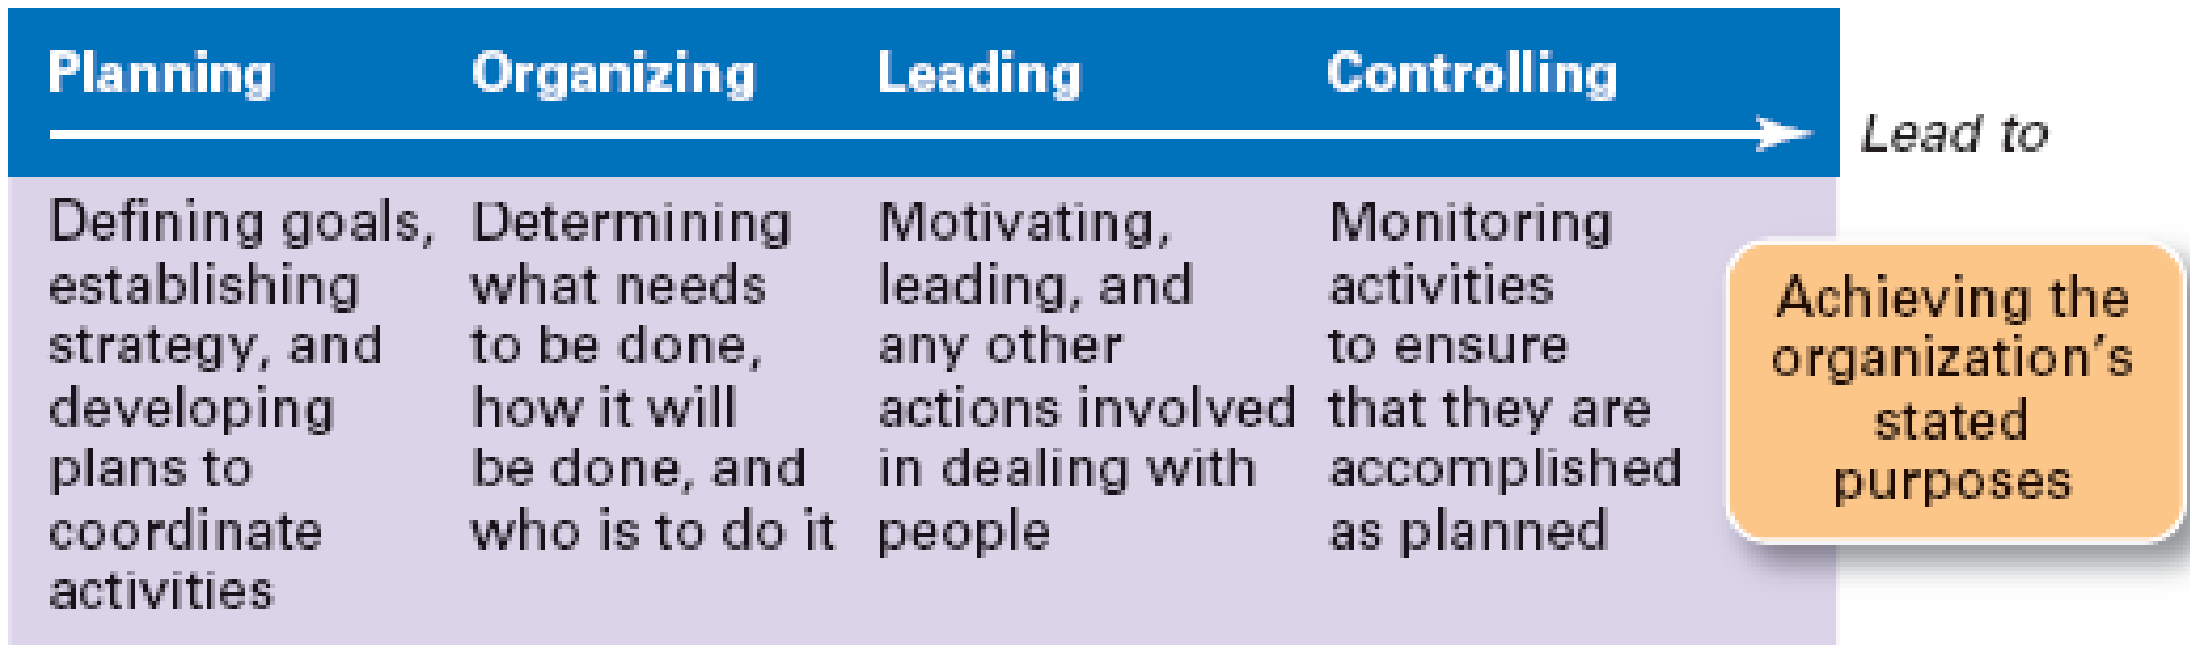 Planning
Organizing
Leading
Controlling
Lead to
Defining goals,
establishing
strategy, and
developing
plans to
coordinate
activities
Determining
what needs
to be done,
how it will
be done, and
who is to do it
Motivating,
leading, and
any other
actions involved
in dealing with
people
Monitoring
activities
to ensure
that they are
accomplished
as planned
Achieving the
organization's
stated
purposes